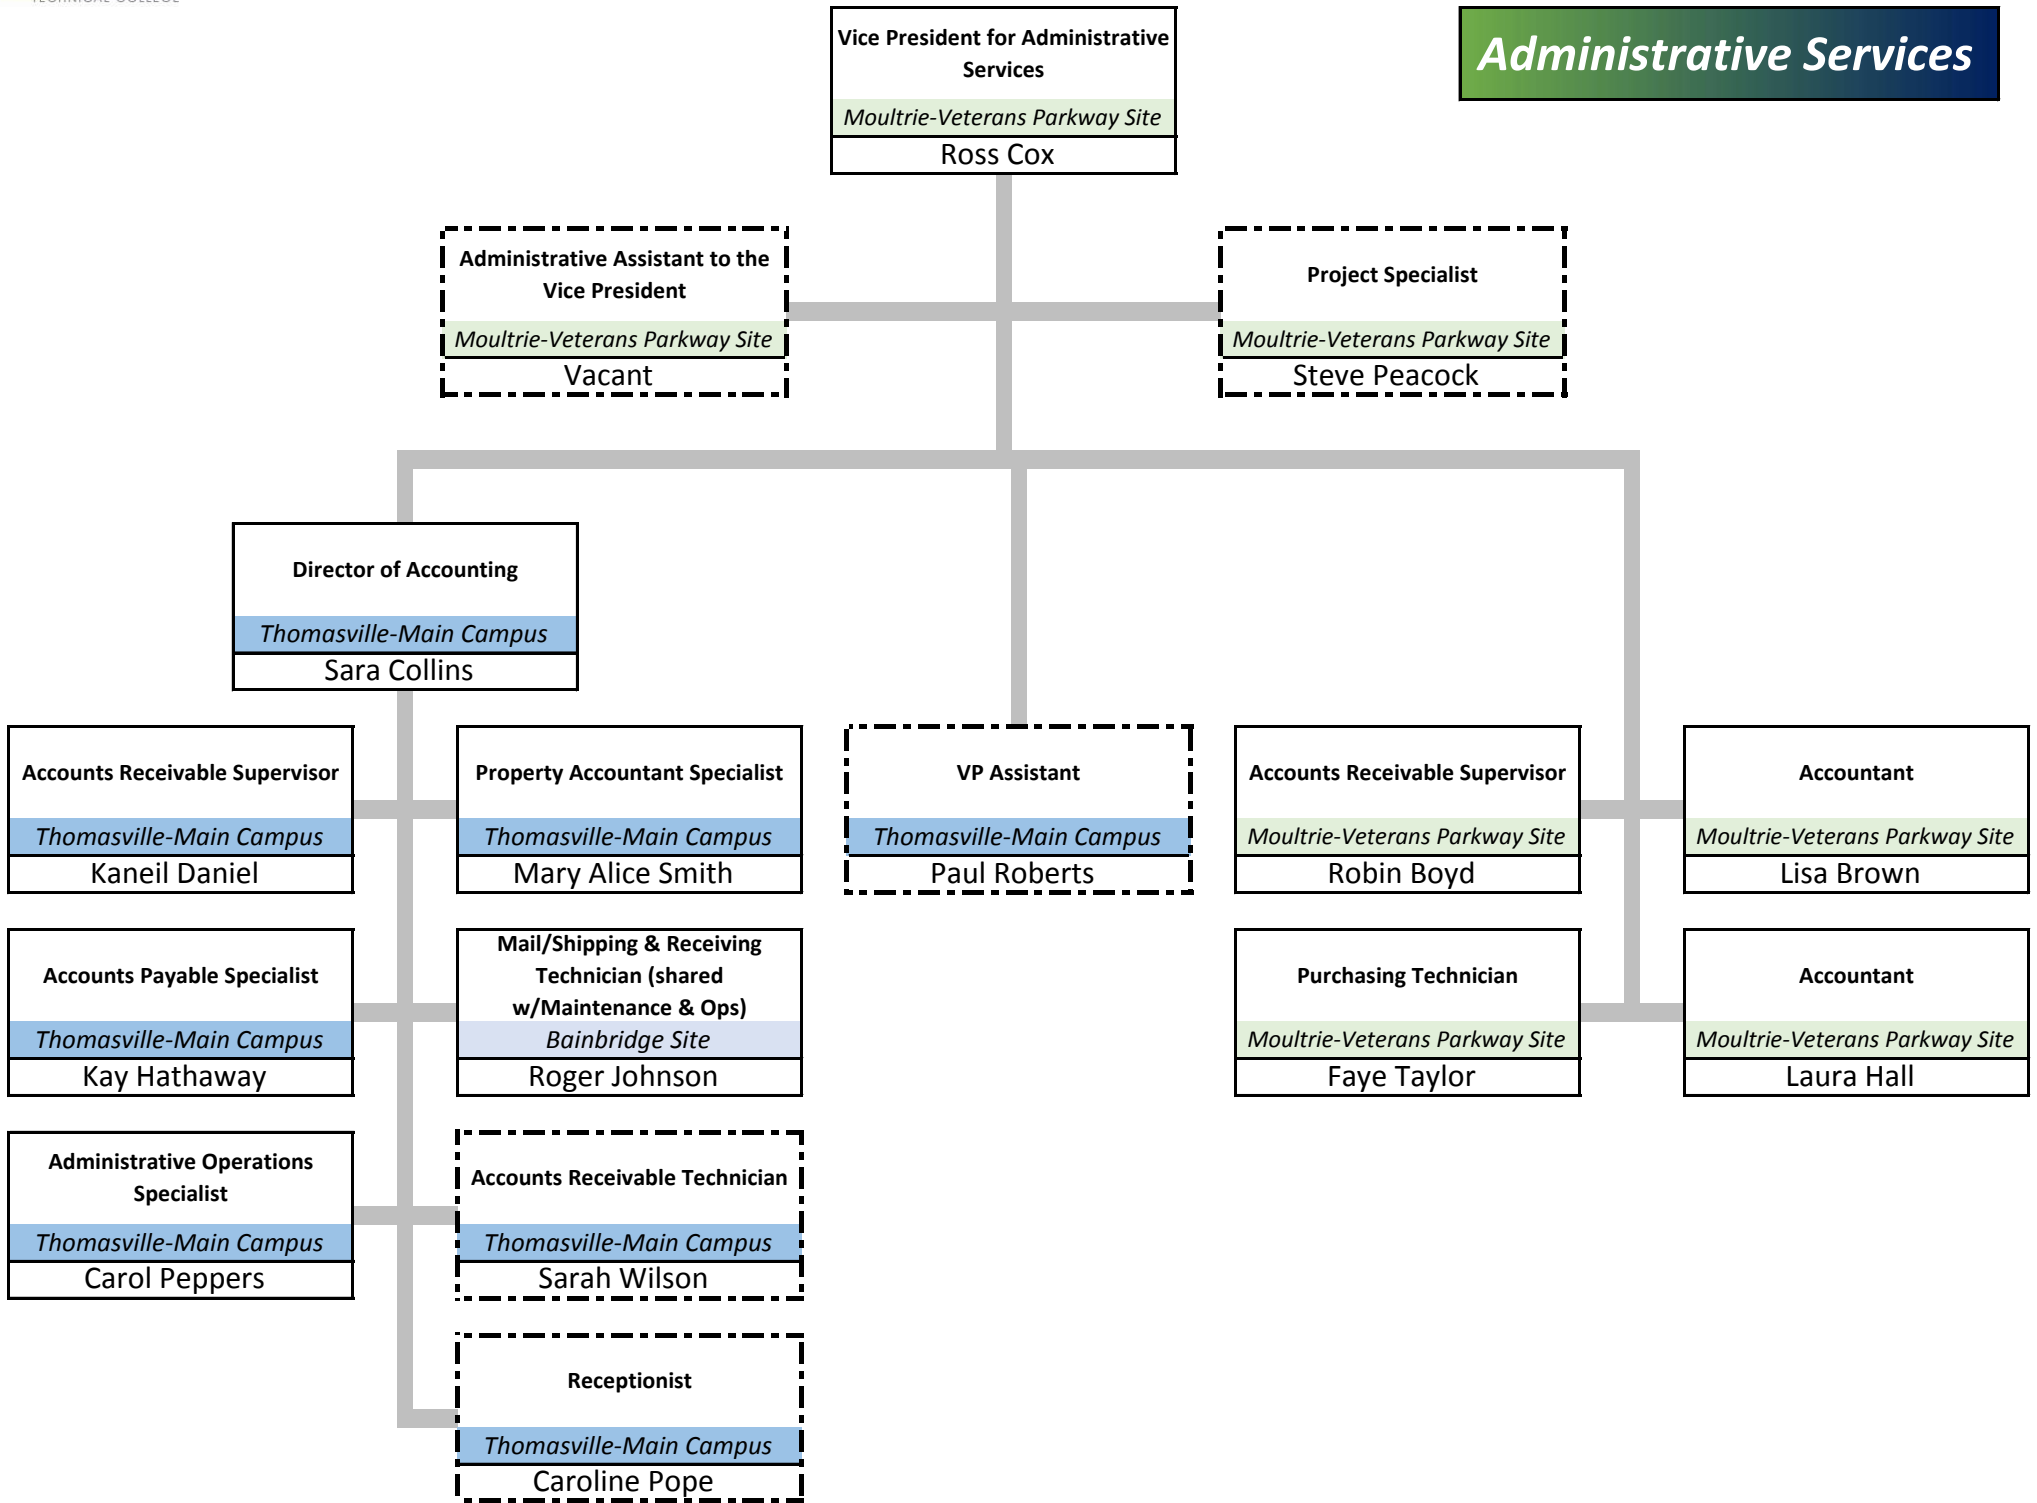 TECHNICAL COLLEGE
Administrative Services
Vice President for Administrative
Services
Moultrie-Veterans Parkway Site
Ross Cox
Administrative Assistant to the
Vice President
Moultrie-Veterans Parkway Site
Vacant
Project Specialist
Moultrie-Veterans Parkway Site
Steve Peacock
Director of Accounting
Thomasville-Main Campus
Sara Collins
Accounts Receivable Supervisor
Thomasville-Main Campus
Kaneil Daniel
Property Accountant Specialist
Thomasville-Main Campus
Mary Alice Smith
VP Assistant
Thomasville-Main Campus
Paul Roberts
Accounts Receivable Supervisor
Moultrie-Veterans Parkway Site
Robin Boyd
Accountant
Moultrie-Veterans Parkway Site
Lisa Brown
Accounts Payable Specialist
Thomasville-Main Campus
Kay Hathaway
Mail/Shipping & Receiving
Technician (shared
w/Maintenance & Ops)
Bainbridge Site
Roger Johnson
Purchasing Technician
Moultrie-Veterans Parkway Site
Faye Taylor
Accountant
Moultrie-Veterans Parkway Site
Laura Hall
Administrative Operations
Specialist
Thomasville-Main Campus
Carol Peppers
Accounts Receivable Technician
Thomasville-Main Campus
Sarah Wilson
Receptionist
Thomasville-Main Campus
Caroline Pope